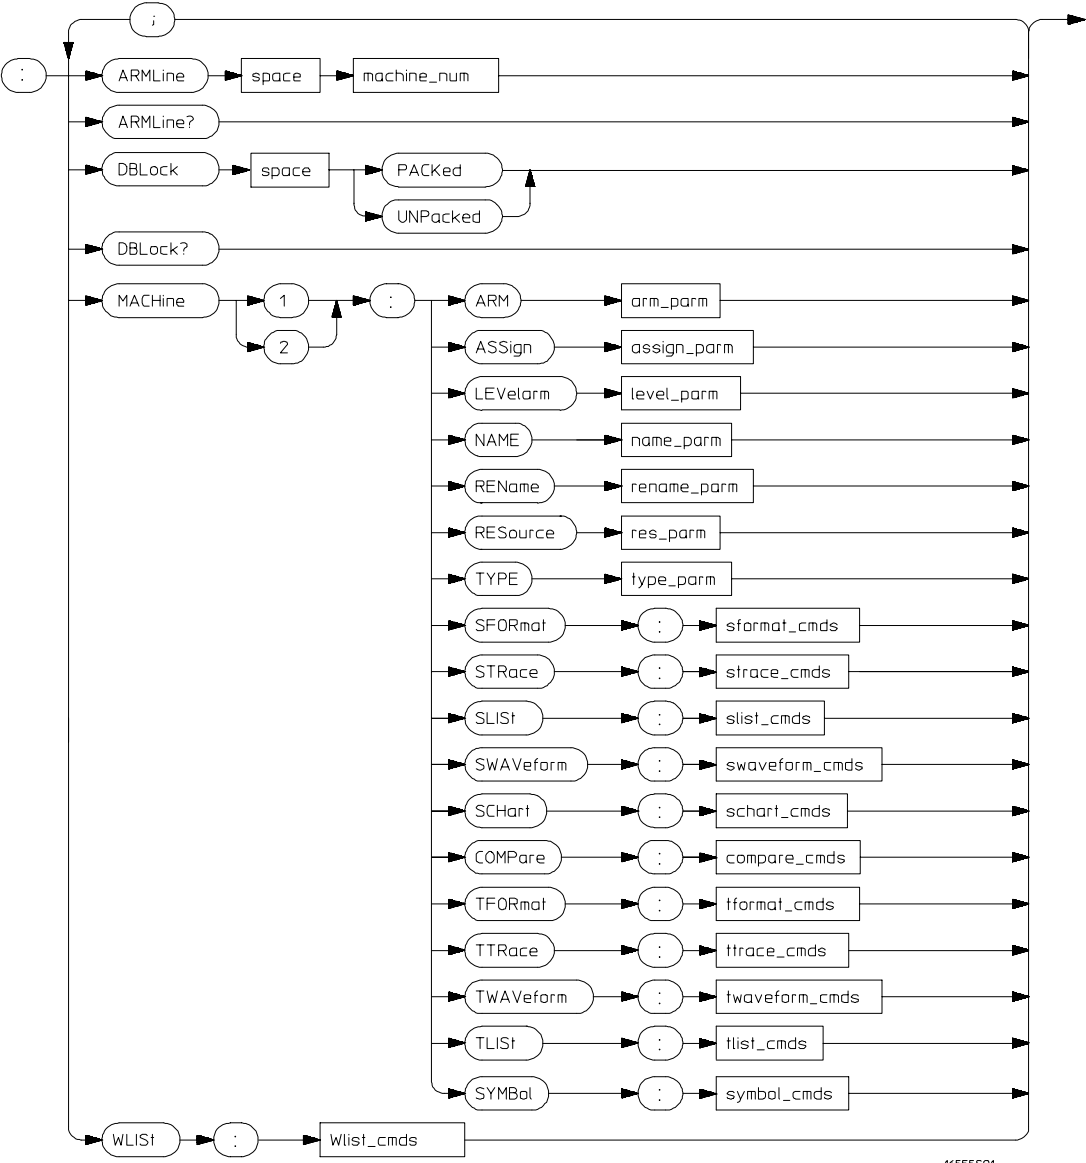 ;
: ARMLine space machine_num
ARMLine?
DBLock space PACKed
UNPacked
DBLock?
MACHine 1 : ARM arm_parm
2 ASSign assign_parm
LEVelarm level_parm
NAME name_parm
REName rename_parm
RESource res_parm
TYPE type_parm
SFORmat : sformat_cmds
STRace : strace_cmds
SLISt : slist_cmds
SWAVeform : swaveform_cmds
SCHart : schart_cmds
COMPare : compare_cmds
TFORmat : tformat_cmds
TTRace : ttrace_cmds
TWAVeform : twaveform_cmds
TLISt : tlist_cmds
SYMBol : symbol_cmds
WLISt : Wlist_cmds